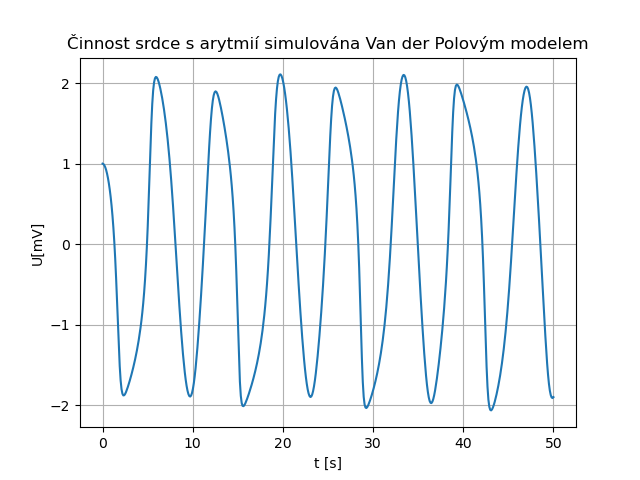 Činnost srdce s arytmií simulována Van der Polovým modelem
2
1
0
−1
−2
U[mV]
0 10 20 30 40 50
t [s]